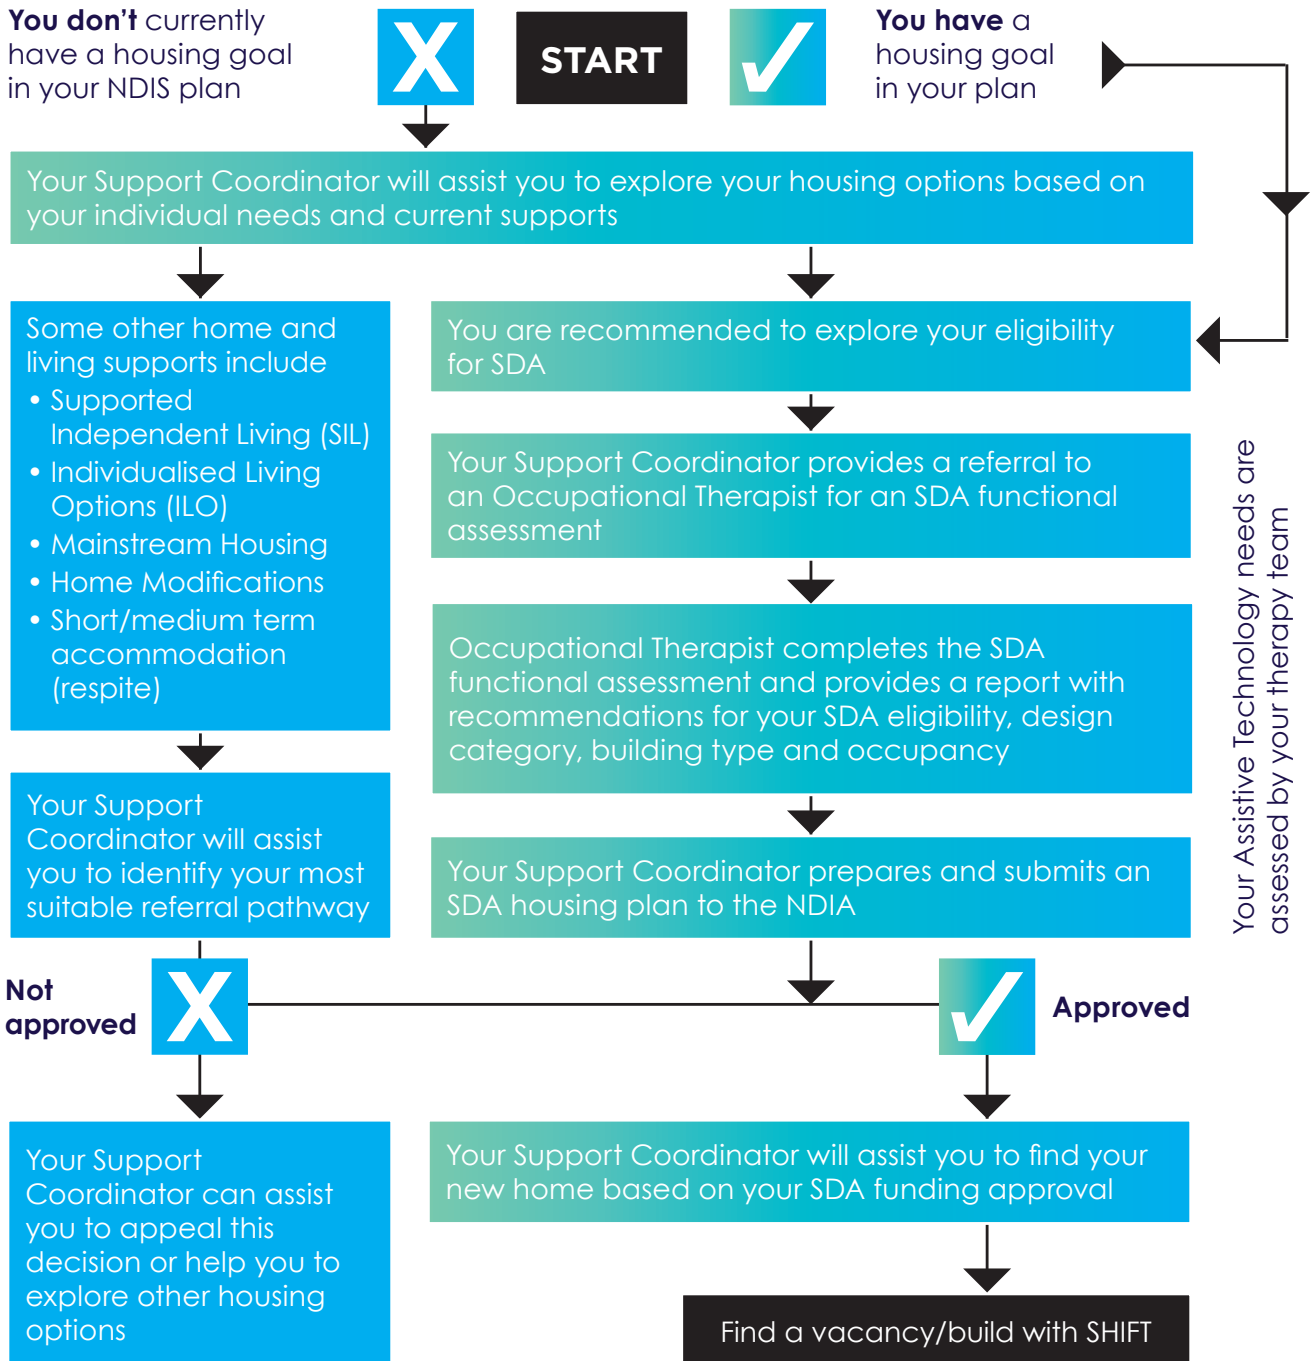 You don't currently
have a housing goal
in your NDIS plan
X
START
✓
You have a
housing goal
in your plan
Your Support Coordinator will assist you to explore your housing options based on
your individual needs and current supports
Some other home and
living supports include
• Supported
Independent Living (SIL)
• Individualised Living
Options (ILO)
• Mainstream Housing
• Home Modifications
• Short/medium term
accommodation
(respite)
You are recommended to explore your eligibility
for SDA
Your Support Coordinator provides a referral to
an Occupational Therapist for an SDA functional
assessment
Occupational Therapist completes the SDA
functional assessment and provides a report with
recommendations for your SDA eligibility, design
category, building type and occupancy
Your Assistive Technology needs are
assessed by your therapy team
Your Support
Coordinator will assist
you to identify your most
suitable referral pathway
Your Support Coordinator prepares and submits an
SDA housing plan to the NDIA
Not
approved
X
✓
Approved
Your Support
Coordinator can assist
you to appeal this
decision or help you to
explore other housing
options
Your Support Coordinator will assist you to find your
new home based on your SDA funding approval
Find a vacancy/build with SHIFT